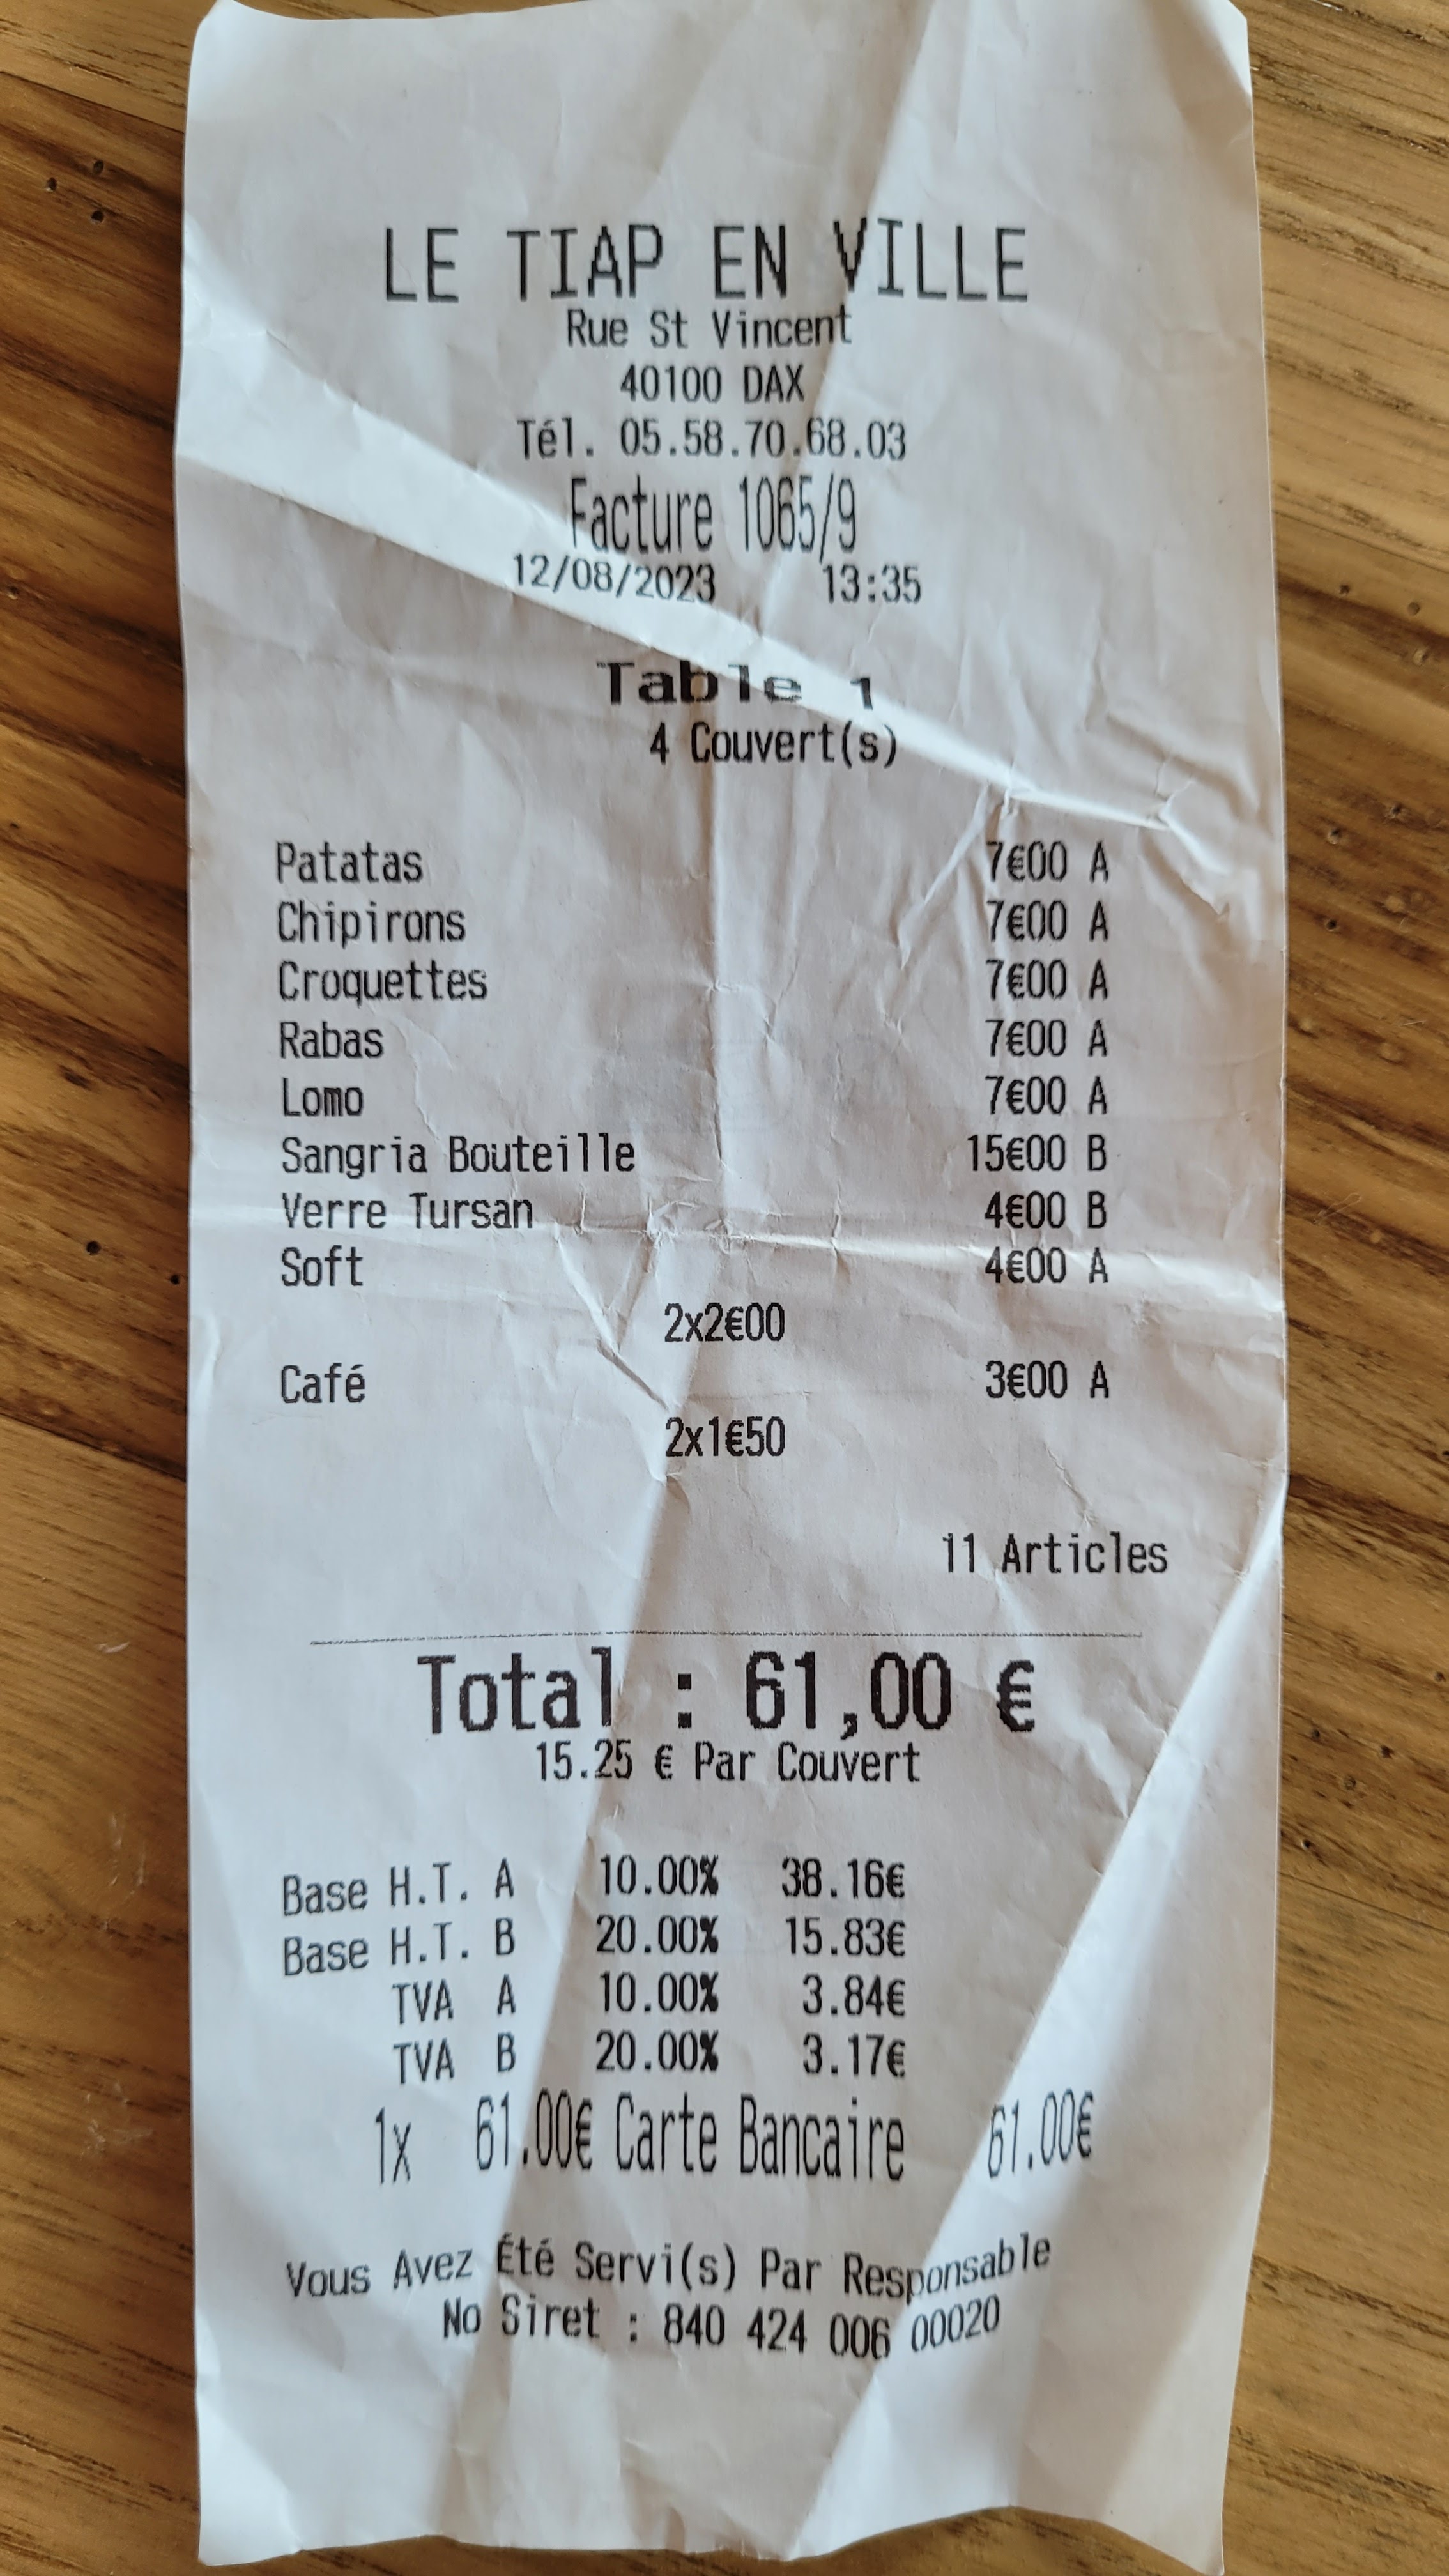 LE TIAP EN VILLE
Rue St Vincent
40100 DAX
Tél. 05.58.70.68.03
Facture 1065/9
12/08/2023 13:35
Table 1
4 Couvert(s)
Patatas 7€00 A
Chipirons 7€00 A
Croquettes 7€00 A
Rabas 7€00 A
Lomo 7€00 A
Sangria Bouteille 15€00 B
Verre Tursan 4€00 B
Soft 4€00 A
2x2€00
Café 3€00 A
2x1€50
11 Articles
Total : 61,00 €
15.25 € Par Couvert
Base H.T. A 10.00% 38.16€
Base H.T. B 20.00% 15.83€
TVA A 10.00% 3.84€
TVA B 20.00% 3.17€
1x 61.00€ Carte Bancaire 61.00€
Vous Avez Été Servi(s) Par Responsable
No Siret : 840 424 006 00020